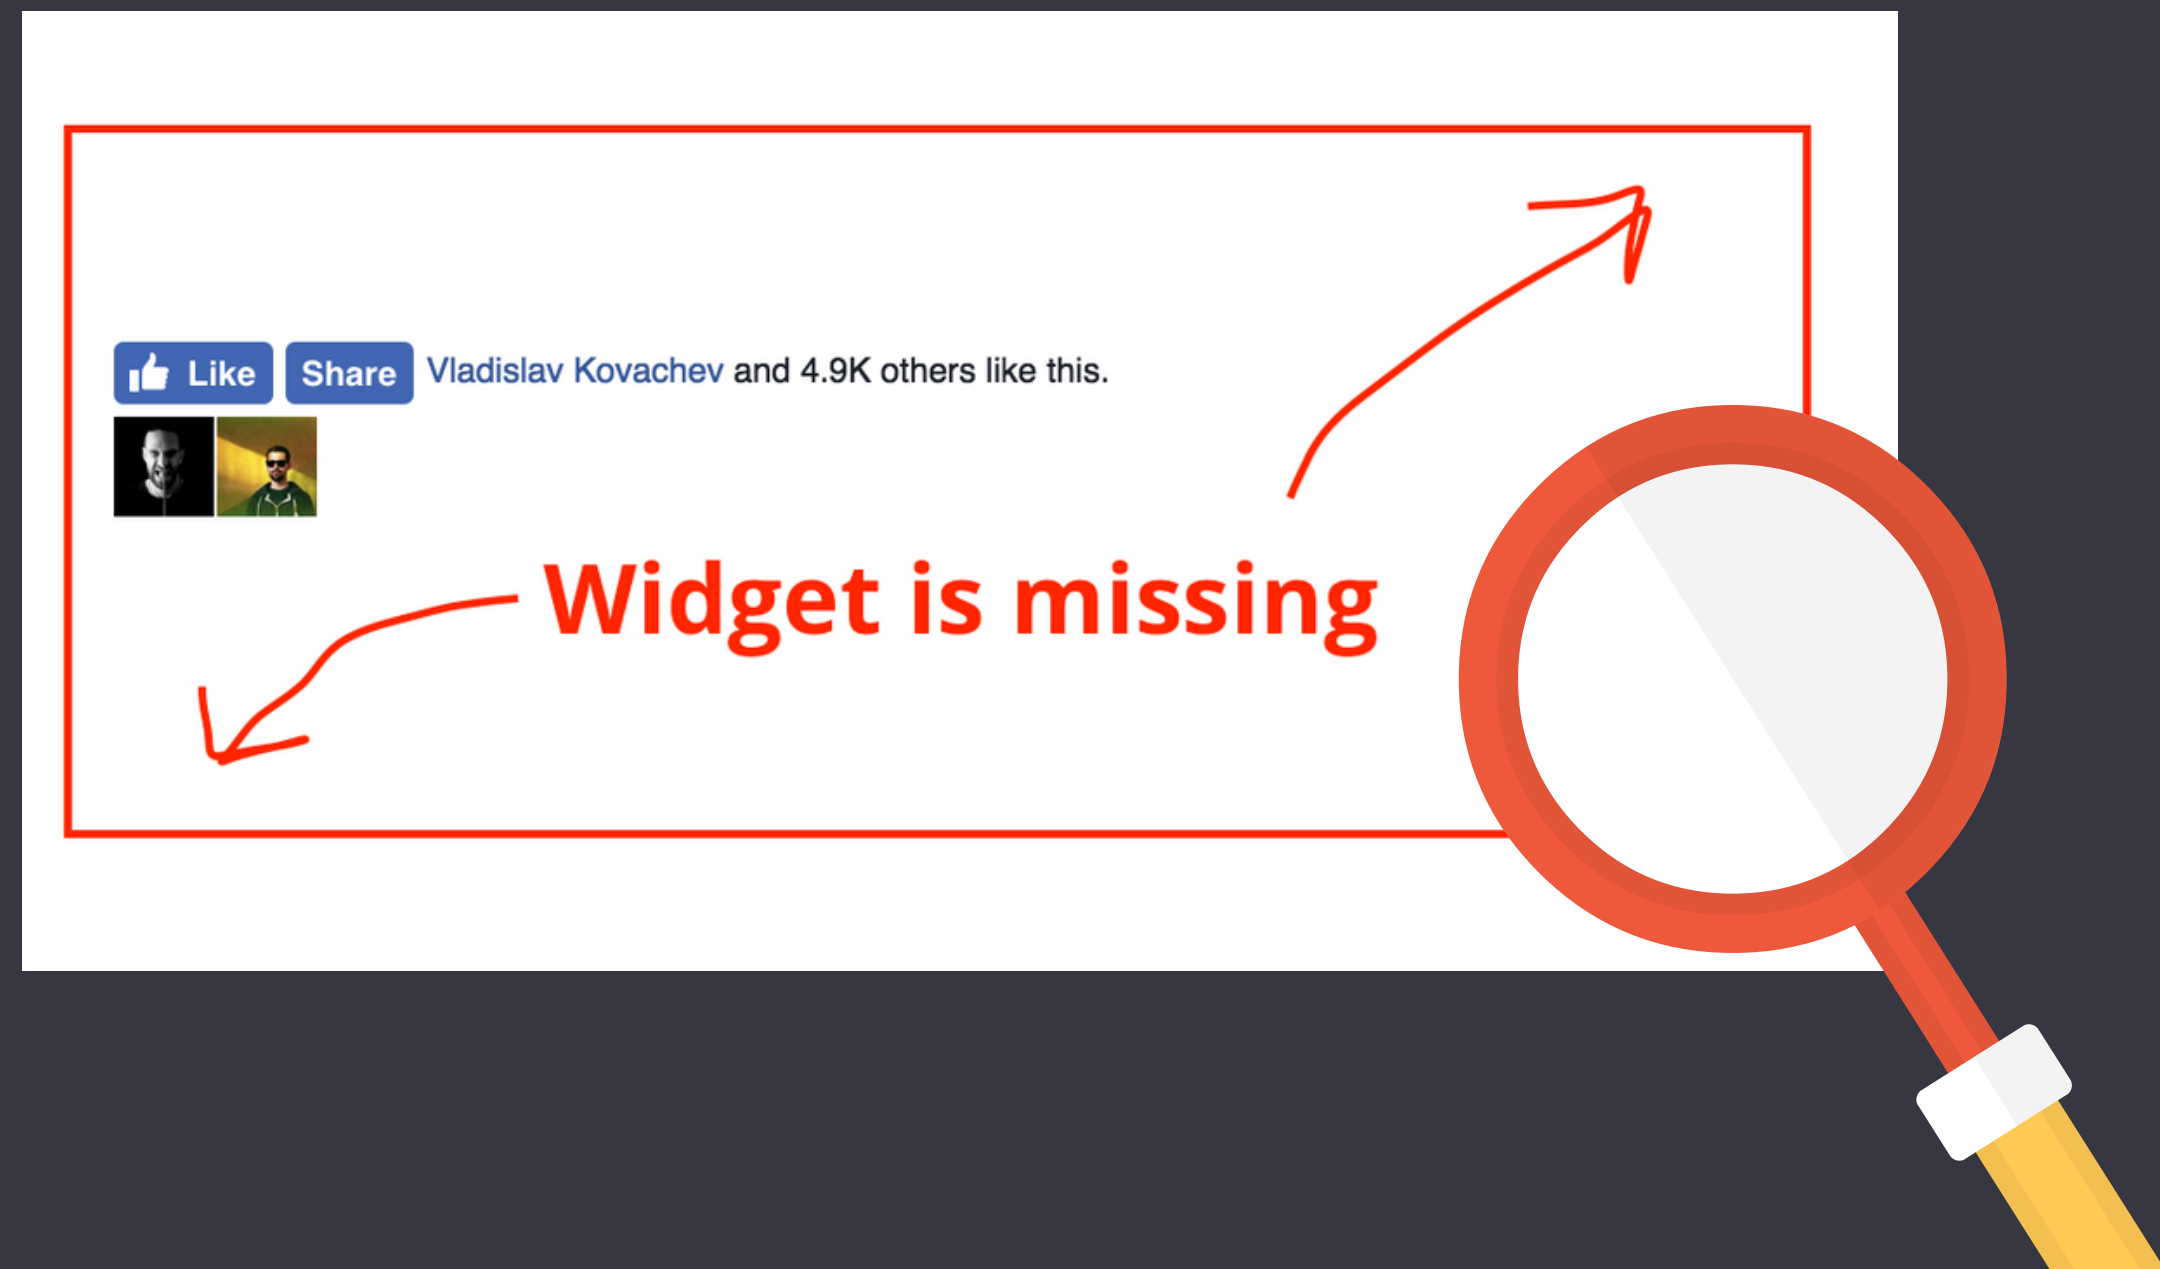 Like Share Vladislav Kovachev and 4.9K others like this.
Widget is missing